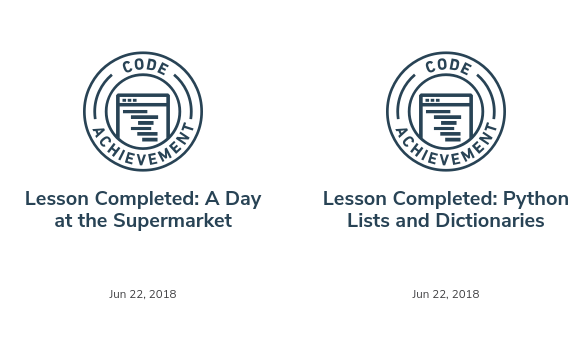 CODE
ACHIEVEMENT
Lesson Completed: A Day
at the Supermarket
Jun 22, 2018
CODE
ACHIEVEMENT
Lesson Completed: Python
Lists and Dictionaries
Jun 22, 2018